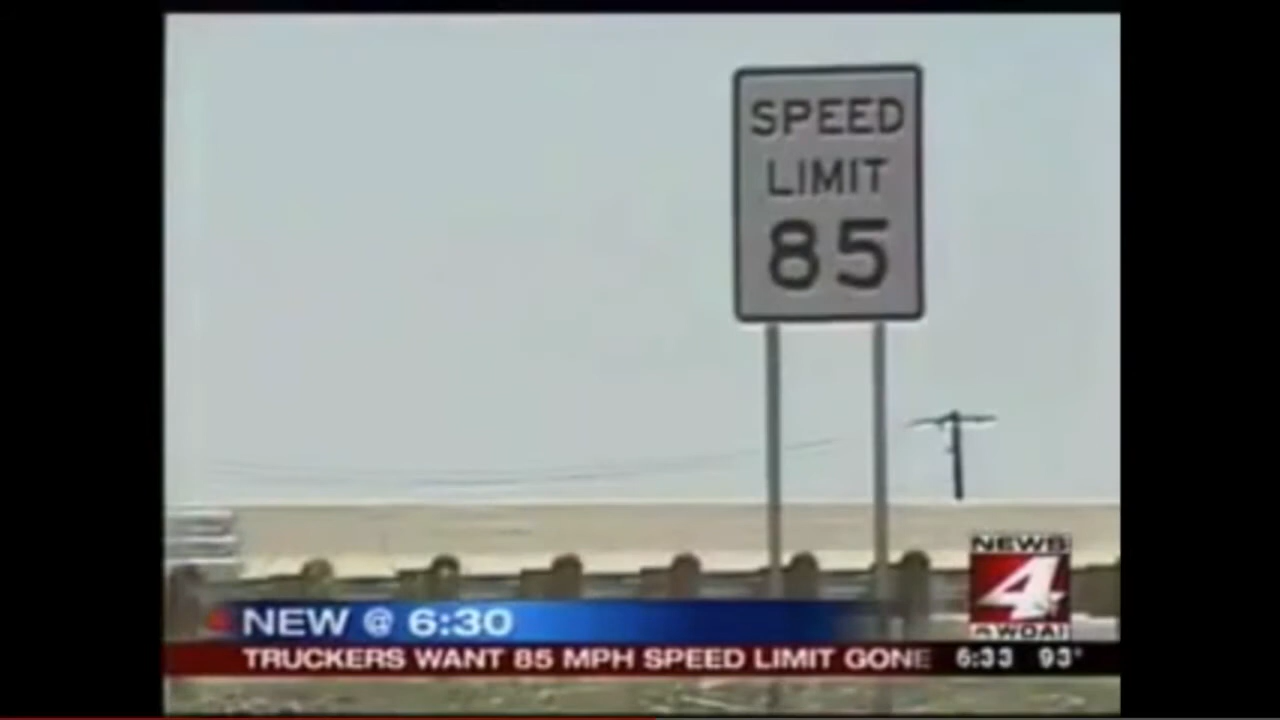 SPEED
LIMIT
85
NEWS
4
WOAI
NEW @ 6:30
TRUCKERS WANT 85 MPH SPEED LIMIT GONE 6:33 93°